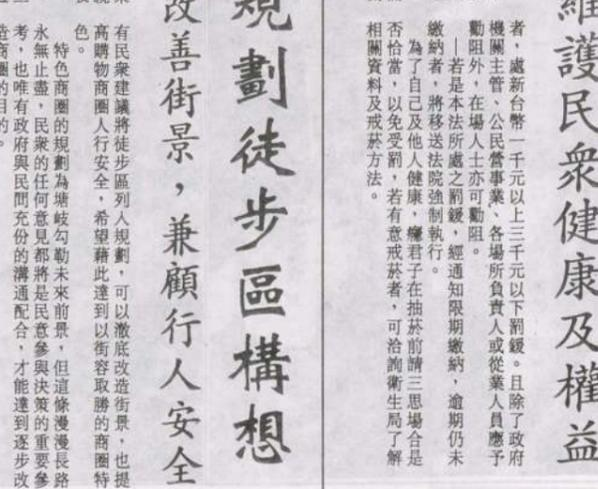 維護民眾健康及權益
者，處新台幣一千元以上三千元以下罰鍰。且除了政府
機關主管、公民營事業、各場所負責人或從業人員應予
勸阻外，在場人士亦可勸阻。
—若是本法所處之罰鍰，經通知限期繳納，逾期仍未
繳納者，將移送法院強制執行。
為了自己及他人健康，癮君子在抽菸前請三思場合是
否恰當，以免受罰，若有意戒菸者，可洽詢衛生局了解
相關資料及戒菸方法。
規劃徒步區構想
改善街景，兼顧行人安全
有民眾建議將徒步區列入規劃，可以澈底改造街景，也提
高購物商圈人行安全，希望藉此達到以街容取勝的商圈特
色。
特色商圈的規劃為塘岐勾勒未來前景，但這條漫漫長路
永無止盡，民眾的任何意見都將是民意參與決策的重要參
考，也唯有政府與民間充份的溝通配合，才能達到逐步改
造商圈的目的。